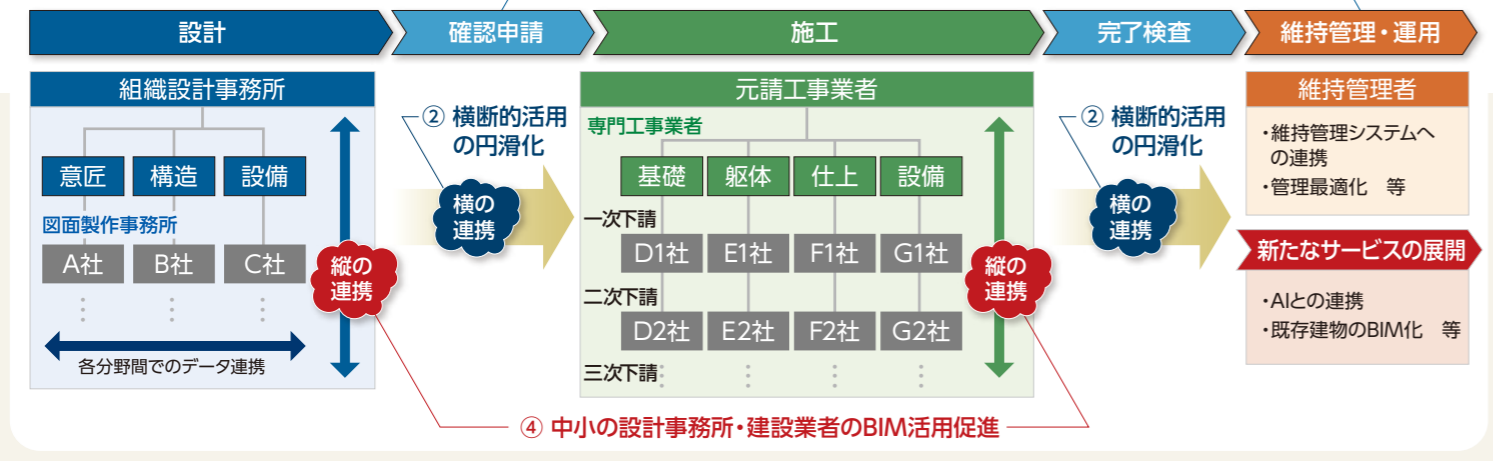 設計
確認申請
施工
完了検査
維持管理・運用
組織設計事務所
意匠
構造
設備
図面製作事務所
A社
B社
C社
各分野間でのデータ連携
縦の
連携
② 横断的活用
の円滑化
横の
連携
元請工事業者
専門工事業者
基礎
躯体
仕上
設備
一次下請
D1社
E1社
F1社
G1社
二次下請
D2社
E2社
F2社
G2社
三次下請
縦の
連携
② 横断的活用
の円滑化
横の
連携
維持管理者
・維持管理システムへ
の連携
・管理最適化 等
新たなサービスの展開
・AIとの連携
・既存建物のBIM化 等
④ 中小の設計事務所・建設業者のBIM活用促進